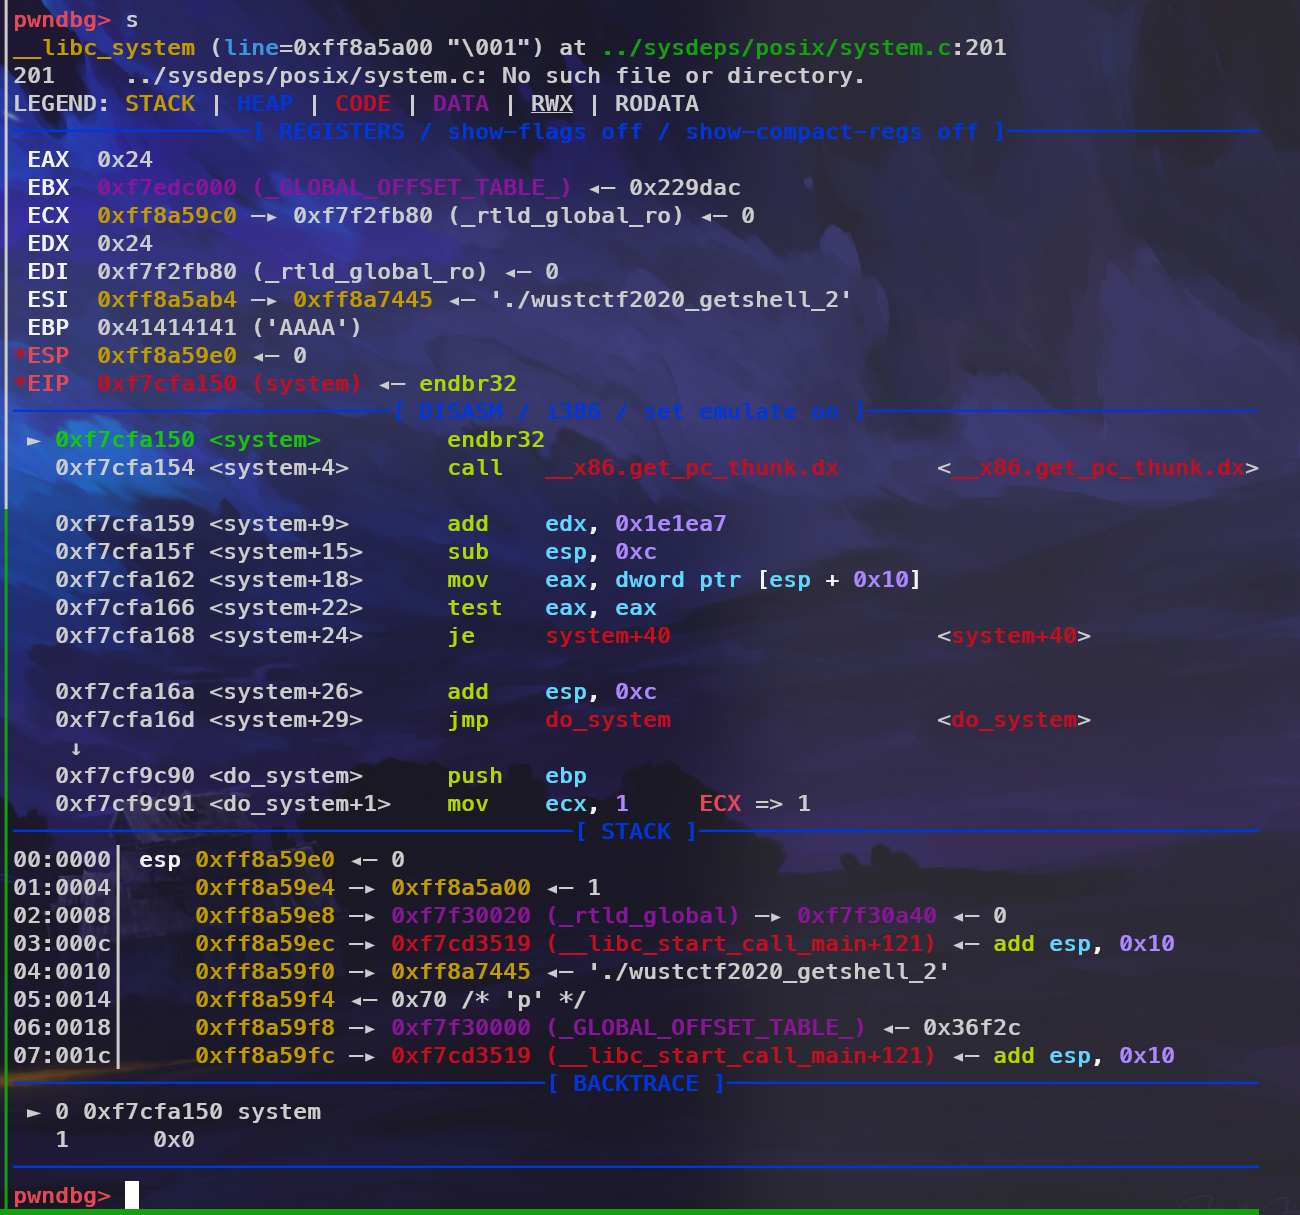 pwndbg> s
__libc_system (line=0xff8a5a00 "\001") at ../sysdeps/posix/system.c:201
201     ../sysdeps/posix/system.c: No such file or directory.
LEGEND: STACK | HEAP | CODE | DATA | RWX | RODATA
[ REGISTERS / show-flags off / show-compact-regs off ]
EAX  0x24
EBX  0xf7edc000 (_GLOBAL_OFFSET_TABLE_) ◂— 0x229dac
ECX  0xff8a59c0 —▸ 0xf7f2fb80 (_rtld_global_ro) ◂— 0
EDX  0x24
EDI  0xf7f2fb80 (_rtld_global_ro) ◂— 0
ESI  0xff8a5ab4 —▸ 0xff8a7445 ◂— './wustctf2020_getshell_2'
EBP  0x41414141 ('AAAA')
*ESP  0xff8a59e0 ◂— 0
*EIP  0xf7cfa150 (system) ◂— endbr32
[ DISASM / i386 / set emulate on ]
► 0xf7cfa150 <system>         endbr32
0xf7cfa154 <system+4>       call   __x86.get_pc_thunk.dx       <__x86.get_pc_thunk.dx>
0xf7cfa159 <system+9>       add    edx, 0x1e1ea7
0xf7cfa15f <system+15>      sub    esp, 0xc
0xf7cfa162 <system+18>      mov    eax, dword ptr [esp + 0x10]
0xf7cfa166 <system+22>      test   eax, eax
0xf7cfa168 <system+24>      je     system+40                   <system+40>
0xf7cfa16a <system+26>      add    esp, 0xc
0xf7cfa16d <system+29>      jmp    do_system                   <do_system>
↓
0xf7cf9c90 <do_system>      push   ebp
0xf7cf9c91 <do_system+1>    mov    ecx, 1     ECX => 1
[ STACK ]
00:0000│ esp 0xff8a59e0 ◂— 0
01:0004│     0xff8a59e4 —▸ 0xff8a5a00 ◂— 1
02:0008│     0xff8a59e8 —▸ 0xf7f30020 (_rtld_global) —▸ 0xf7f30a40 ◂— 0
03:000c│     0xff8a59ec —▸ 0xf7cd3519 (__libc_start_call_main+121) ◂— add esp, 0x10
04:0010│     0xff8a59f0 —▸ 0xff8a7445 ◂— './wustctf2020_getshell_2'
05:0014│     0xff8a59f4 ◂— 0x70 /* 'p' */
06:0018│     0xff8a59f8 —▸ 0xf7f30000 (_GLOBAL_OFFSET_TABLE_) ◂— 0x36f2c
07:001c│     0xff8a59fc —▸ 0xf7cd3519 (__libc_start_call_main+121) ◂— add esp, 0x10
[ BACKTRACE ]
► 0 0xf7cfa150 system
1      0x0
pwndbg>